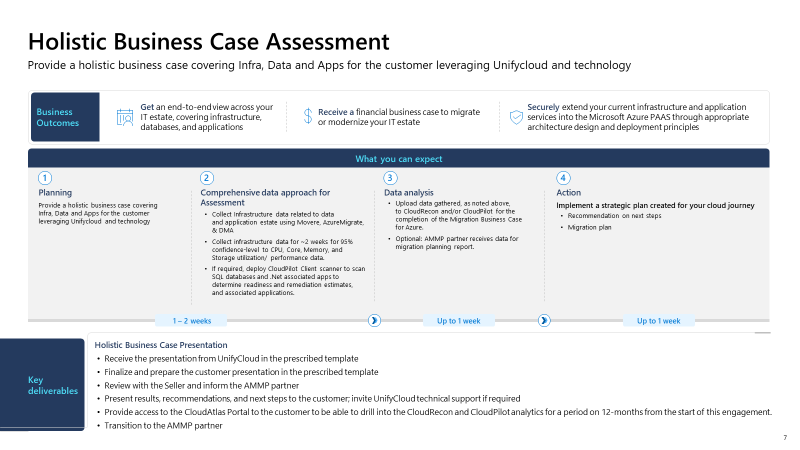 Holistic Business Case Assessment
Provide a holistic business case covering Infra, Data and Apps for the customer leveraging Unifycloud and technology
Business
Outcomes
Get an end-to-end view across your
IT estate, covering infrastructure,
databases, and applications
Receive a financial business case to migrate
or modernize your IT estate
Securely extend your current infrastructure and application
services into the Microsoft Azure PAAS through appropriate
architecture design and deployment principles
What you can expect
1
Planning
Provide a holistic business case covering
Infra, Data and Apps for the customer
leveraging Unifycloud and technology
2
Comprehensive data approach for
Assessment
• Collect Infrastructure data related to data
and application estate using Movere, AzureMigrate,
& DMA
• Collect infrastructure data for ~2 weeks for 95%
confidence-level to CPU, Core, Memory, and
Storage utilization/ performance data.
• If required, deploy CloudPilot Client scanner to scan
SQL databases and .Net associated apps to
determine readiness and remediation estimates,
and associated applications.
3
Data analysis
• Upload data gathered, as noted above,
to CloudRecon and/or CloudPilot for the
completion of the Migration Business Case
for Azure.
• Optional: AMMP partner receives data for
migration planning report.
4
Action
Implement a strategic plan created for your cloud journey
• Recommendation on next steps
• Migration plan
1 – 2 weeks
Up to 1 week
Up to 1 week
Key
deliverables
Holistic Business Case Presentation
• Receive the presentation from UnifyCloud in the prescribed template
• Finalize and prepare the customer presentation in the prescribed template
• Review with the Seller and inform the AMMP partner
• Present results, recommendations, and next steps to the customer; invite UnifyCloud technical support if required
• Provide access to the CloudAtlas Portal to the customer to be able to drill into the CloudRecon and CloudPilot analytics for a period on 12-months from the start of this engagement.
• Transition to the AMMP partner
7